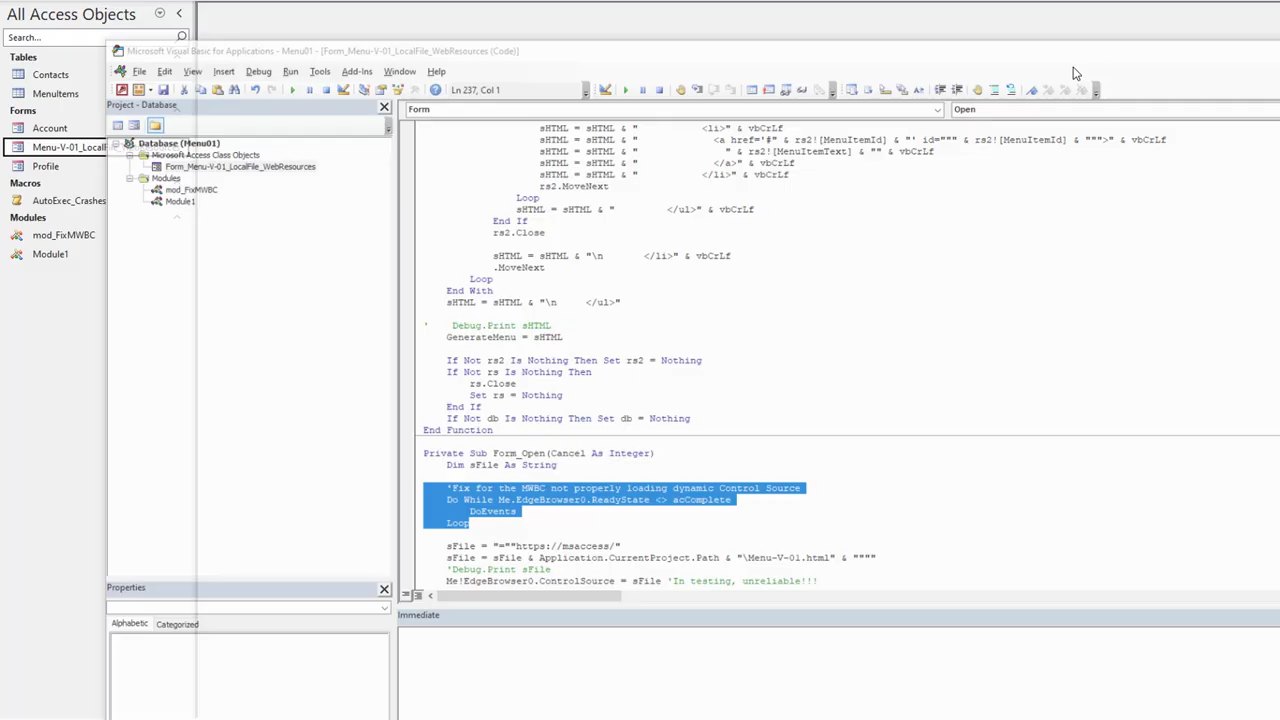 All Access Objects
Search...
Tables
Contacts
MenuItems
Forms
Account
Menu-V-01_LocalF
Profile
Macros
AutoExec_Crashes
Modules
mod_FixMWBC
Module1
Microsoft Visual Basic for Applications - Menu01 - [Form_Menu-V-01_LocalFile_WebResources (Code)]
File Edit View Insert Debug Run Tools Add-Ins Window Help
Ln 237, Col 1
Project - Database
Database (Menu01)
Microsoft Access Class Objects
Form_Menu-V-01_LocalFile_WebResources
Modules
mod_FixMWBC
Module1
Properties
Alphabetic Categorized
Form Open
sHTML = sHTML & " <li>" & vbCrLf
sHTML = sHTML & " <a href='#" & rs2![MenuItemId] & "' id=""" & rs2![MenuItemId] & """>" & vbCrLf
sHTML = sHTML & " " & rs2![MenuItemText] & "" & vbCrLf
sHTML = sHTML & " </a>" & vbCrLf
sHTML = sHTML & " </li>" & vbCrLf
rs2.MoveNext
Loop
sHTML = sHTML & " </ul>" & vbCrLf
End If
rs2.Close
sHTML = sHTML & "\n </li>" & vbCrLf
.MoveNext
Loop
End With
sHTML = sHTML & "\n </ul>"
' Debug.Print sHTML
GenerateMenu = sHTML
If Not rs2 Is Nothing Then Set rs2 = Nothing
If Not rs Is Nothing Then
rs.Close
Set rs = Nothing
End If
If Not db Is Nothing Then Set db = Nothing
End Function
Private Sub Form_Open(Cancel As Integer)
Dim sFile As String
'Fix for the MWBC not properly loading dynamic Control Source
Do While Me.EdgeBrowser0.ReadyState <> acComplete
DoEvents
Loop
sFile = "=""https://msaccess/"
sFile = sFile & Application.CurrentProject.Path & "\Menu-V-01.html" & """"
'Debug.Print sFile
Me!EdgeBrowser0.ControlSource = sFile 'In testing, unreliable!!!
Immediate